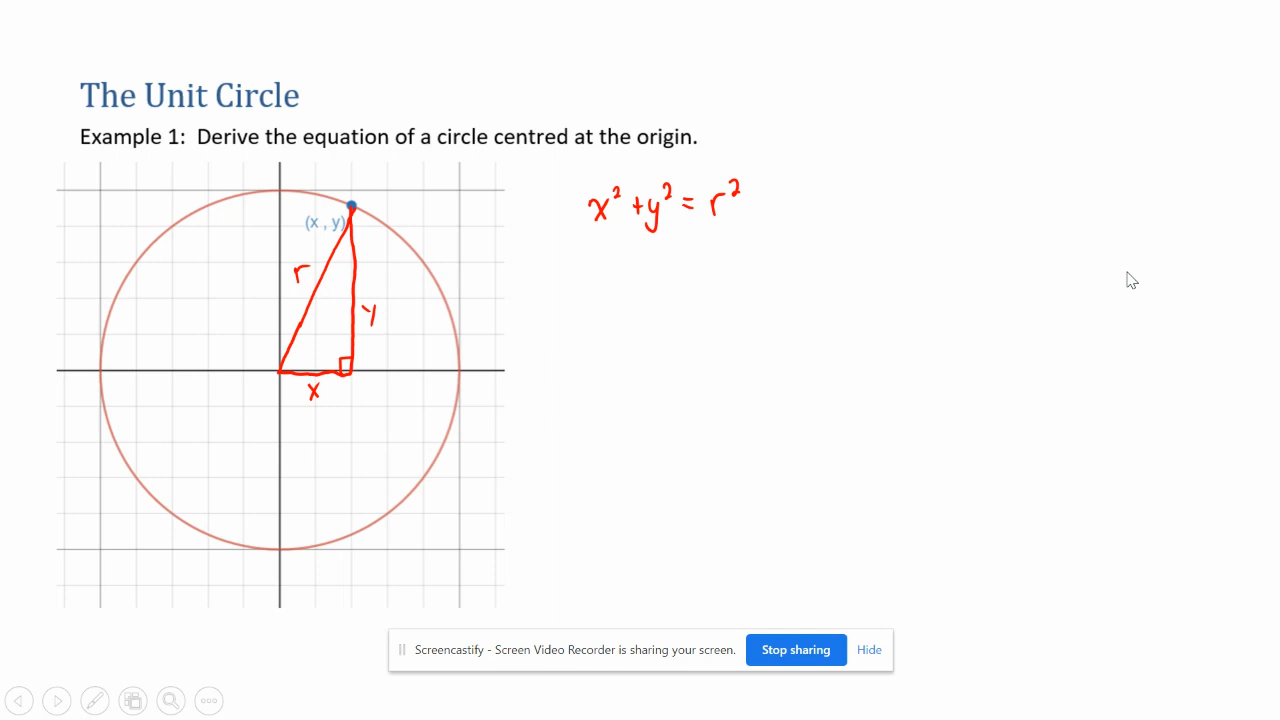 The Unit Circle
Example 1: Derive the equation of a circle centred at the origin.
x² + y² = r²
(x , y)
r
y
x
Screencastify - Screen Video Recorder is sharing your screen. Stop sharing Hide